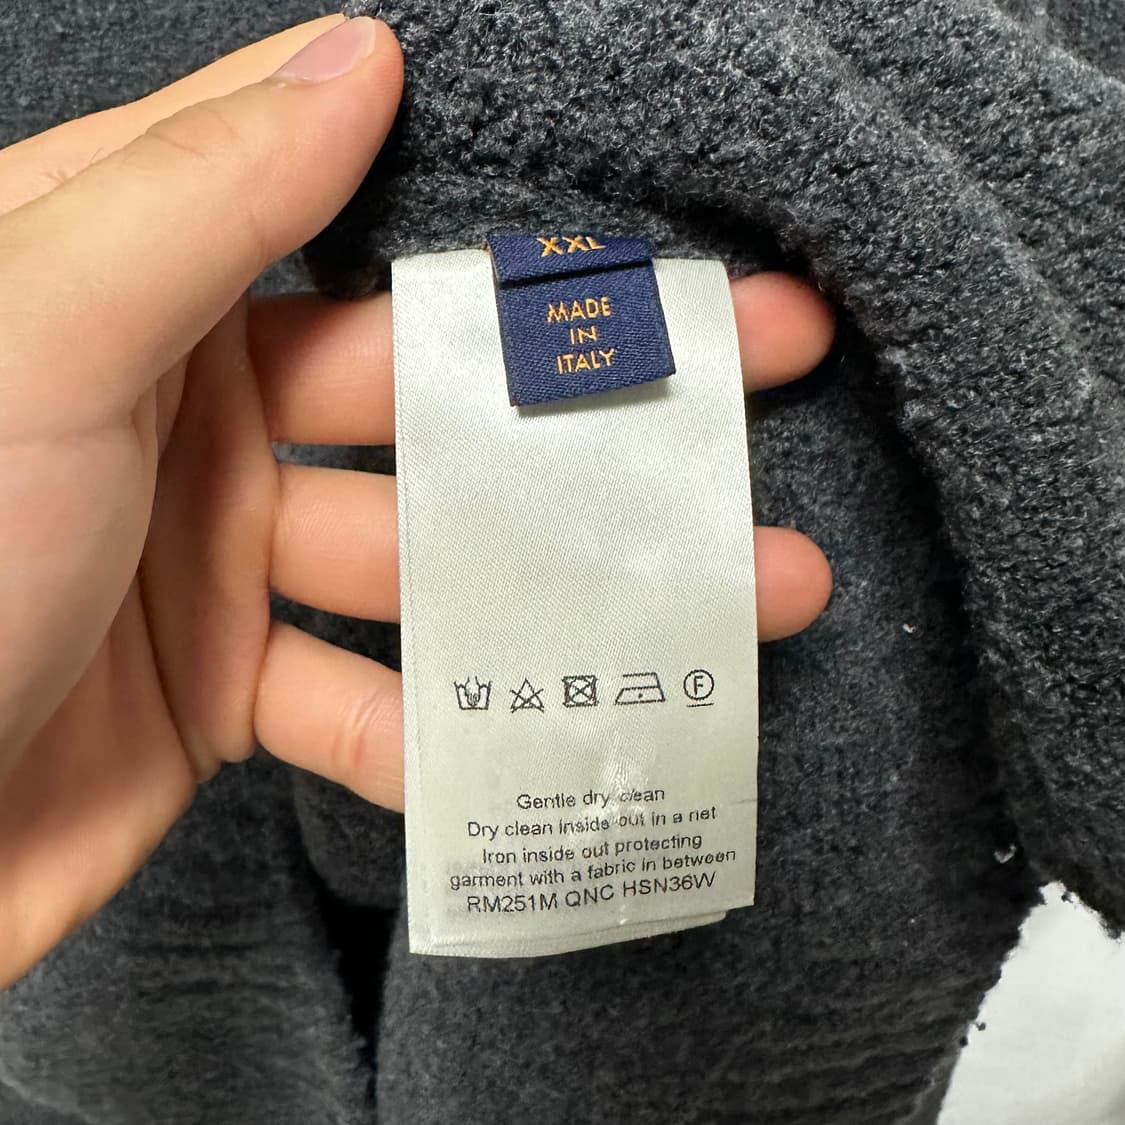 XXL
MADE
IN
ITALY
F
Gentle dry clean
Dry clean inside out in a net
Iron inside out protecting
garment with a fabric in between
RM251M QNC HSN36W